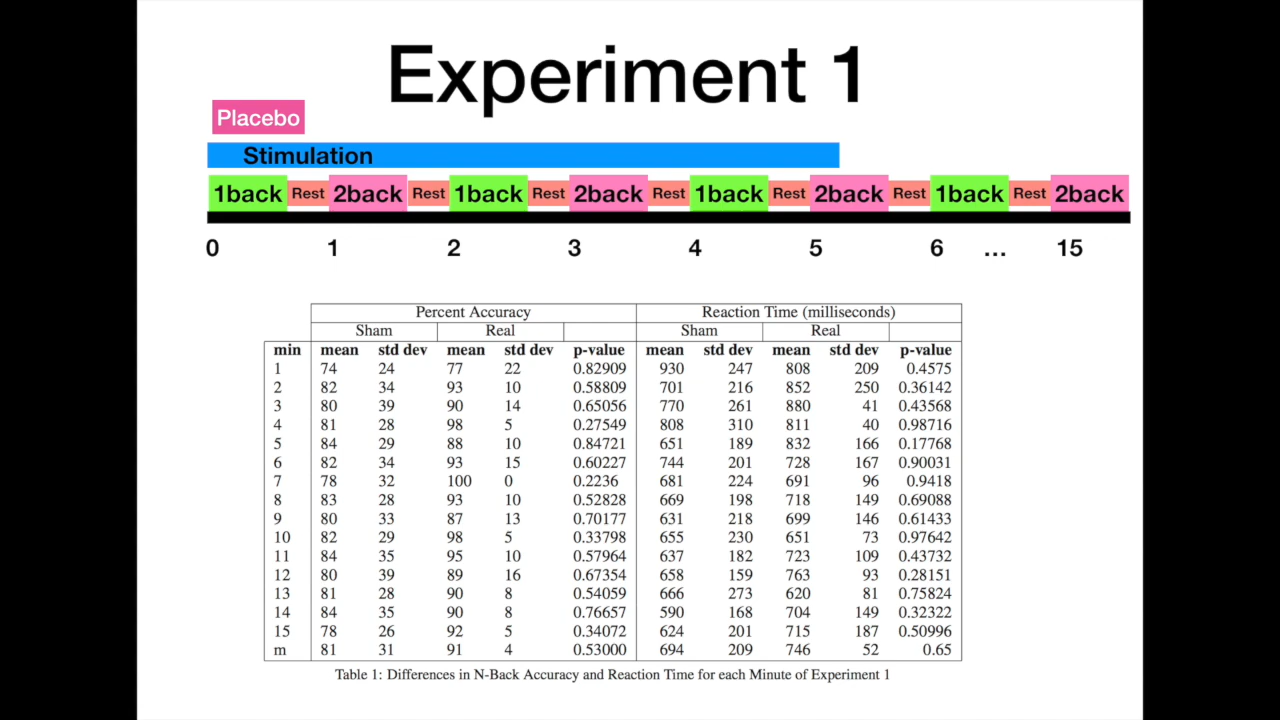 Experiment 1
Placebo
Stimulation
1back Rest 2back Rest 1back Rest 2back Rest 1back Rest 2back Rest 1back Rest 2back
0 1 2 3 4 5 6 ... 15
Percent Accuracy Reaction Time (milliseconds)
Sham Real Sham Real
min mean std dev mean std dev p-value mean std dev mean std dev p-value
1 74 24 77 22 0.82909 930 247 808 209 0.4575
2 82 34 93 10 0.58809 701 216 852 250 0.36142
3 80 39 90 14 0.65056 770 261 880 41 0.43568
4 81 28 98 5 0.27549 808 310 811 40 0.98716
5 84 29 88 10 0.84721 651 189 832 166 0.17768
6 82 34 93 15 0.60227 744 201 728 167 0.90031
7 78 32 100 0 0.2236 681 224 691 96 0.9418
8 83 28 93 10 0.52828 669 198 718 149 0.69088
9 80 33 87 13 0.70177 631 218 699 146 0.61433
10 82 29 98 5 0.33798 655 230 651 73 0.97642
11 84 35 95 10 0.57964 637 182 723 109 0.43732
12 80 39 89 16 0.67354 658 159 763 93 0.28151
13 81 28 90 8 0.54059 666 273 620 81 0.75824
14 84 35 90 8 0.76657 590 168 704 149 0.32322
15 78 26 92 5 0.34072 624 201 715 187 0.50996
m 81 31 91 4 0.53000 694 209 746 52 0.65
Table 1: Differences in N-Back Accuracy and Reaction Time for each Minute of Experiment 1